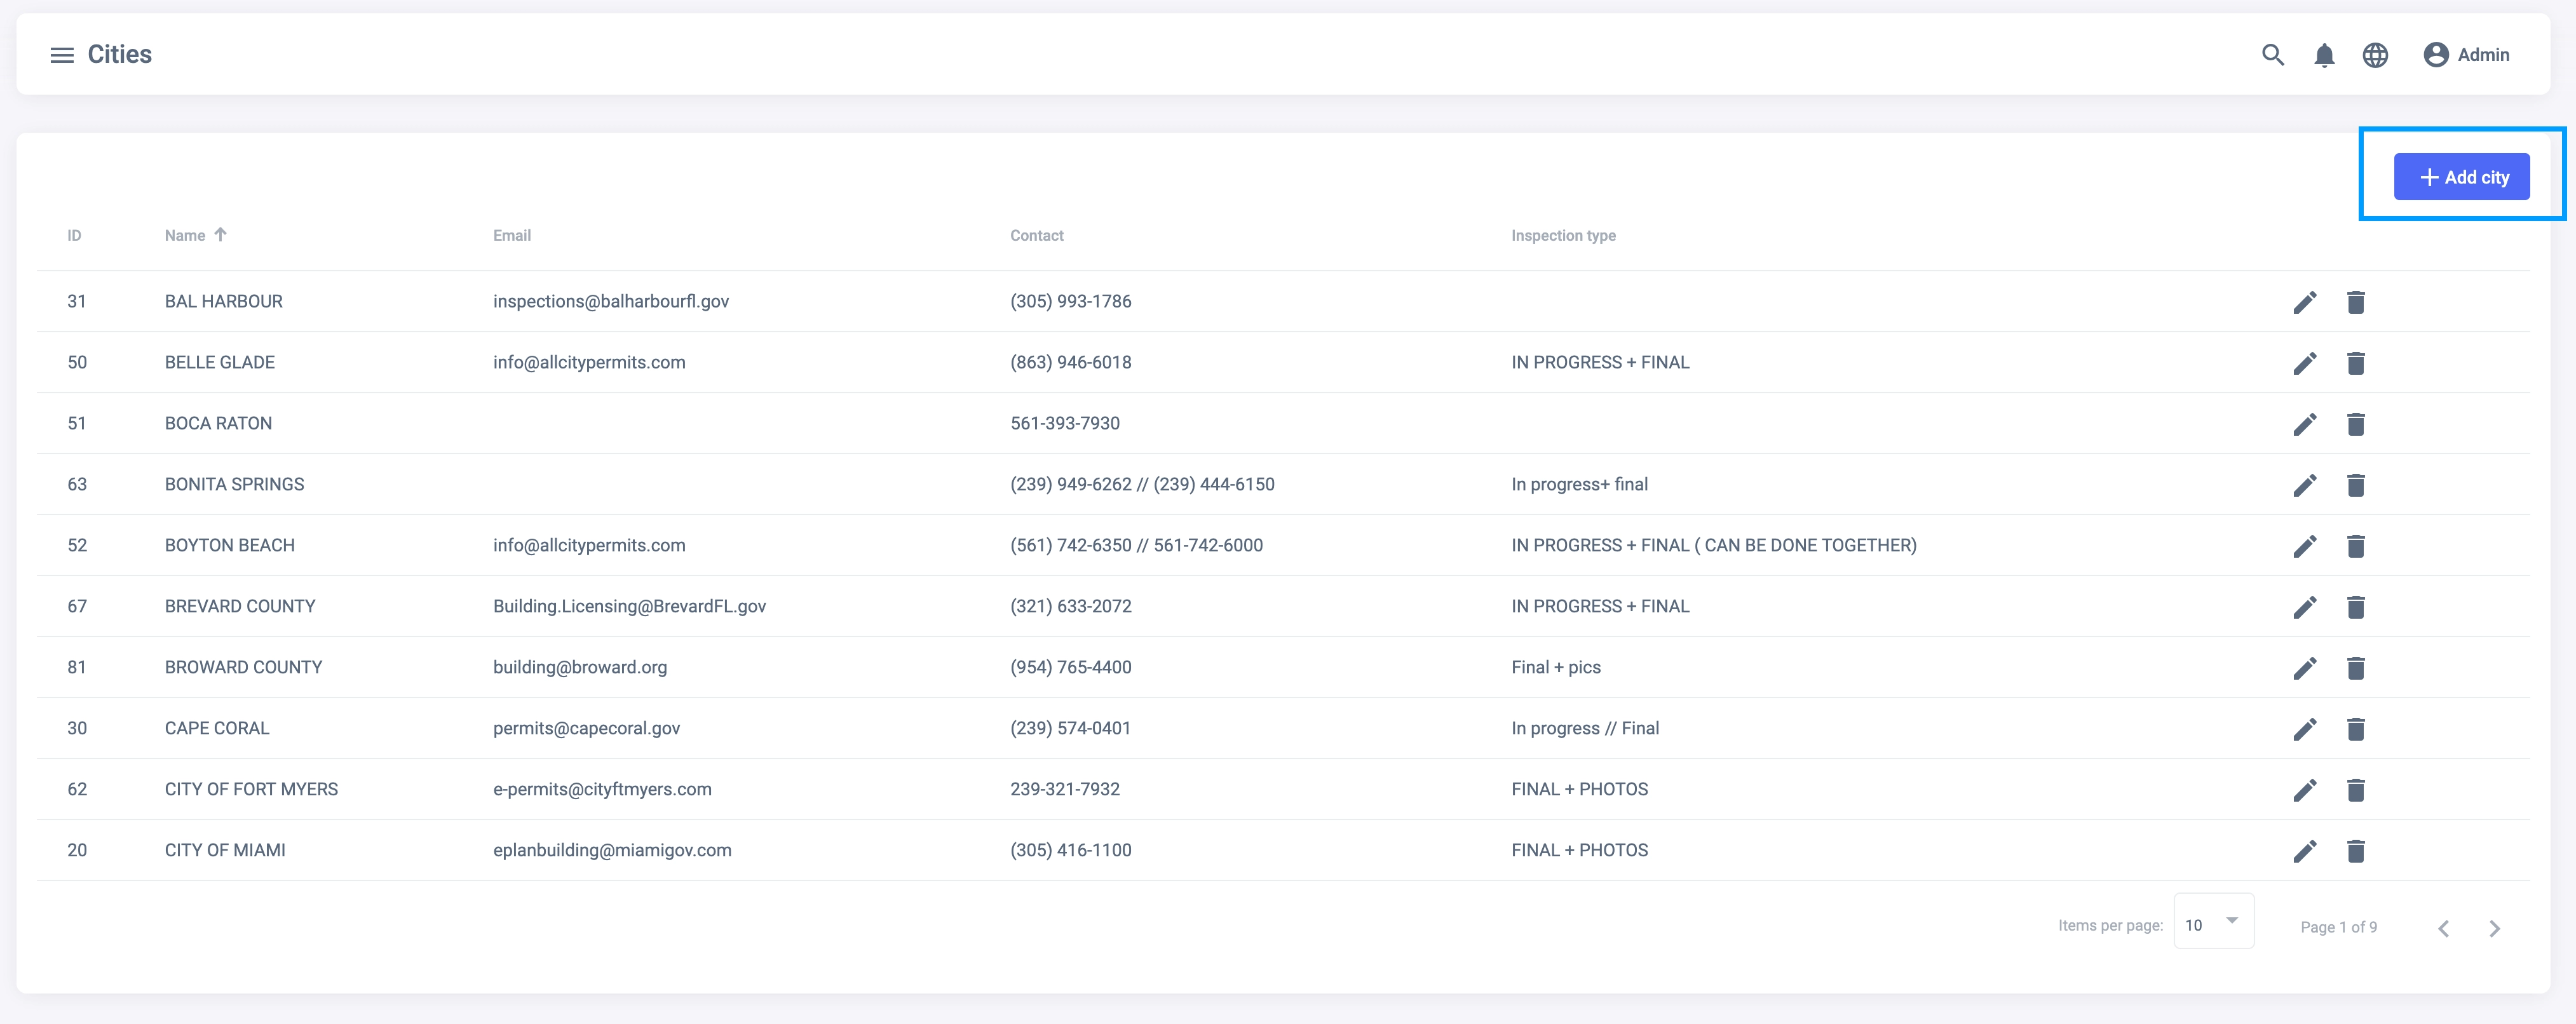 Cities
Admin
Add city
ID Name Email Contact Inspection type
31 BAL HARBOUR inspections@balharbourfl.gov (305) 993-1786
50 BELLE GLADE info@allcitypermits.com (863) 946-6018 IN PROGRESS + FINAL
51 BOCA RATON 561-393-7930
63 BONITA SPRINGS (239) 949-6262 // (239) 444-6150 In progress+ final
52 BOYTON BEACH info@allcitypermits.com (561) 742-6350 // 561-742-6000 IN PROGRESS + FINAL ( CAN BE DONE TOGETHER)
67 BREVARD COUNTY Building.Licensing@BrevardFL.gov (321) 633-2072 IN PROGRESS + FINAL
81 BROWARD COUNTY building@broward.org (954) 765-4400 Final + pics
30 CAPE CORAL permits@capecoral.gov (239) 574-0401 In progress // Final
62 CITY OF FORT MYERS e-permits@cityftmyers.com 239-321-7932 FINAL + PHOTOS
20 CITY OF MIAMI eplanbuilding@miamigov.com (305) 416-1100 FINAL + PHOTOS
Items per page: 10 Page 1 of 9